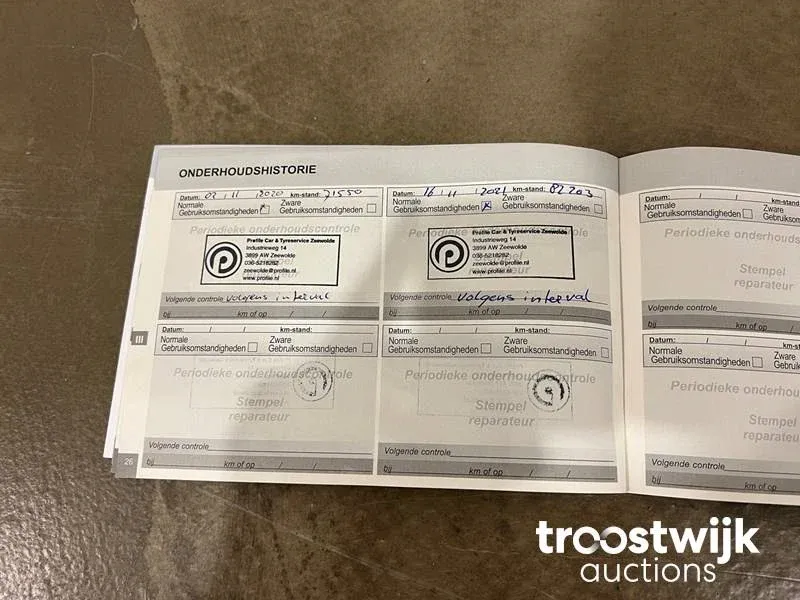 ONDERHOUDSHISTORIE
Datum: 02 / 11 / 2020 km-stand: 71550
Normale Gebruiksomstandigheden
Zware Gebruiksomstandigheden
Periodieke onderhoudscontrole
Profile Car & Tyreservice Zeewolde
Industrieweg 14
3899 AW Zeewolde
036-5218282
zeewolde@profile.nl
www.profile.nl
Volgende controle volgens interval
bij km of op / /
Datum: 16 / 11 / 2021 km-stand: 82203
Normale Gebruiksomstandigheden
Zware Gebruiksomstandigheden
Periodieke onderhoudscontrole
Profile Car & Tyreservice Zeewolde
Industrieweg 14
3899 AW Zeewolde
036-5218282
zeewolde@profile.nl
www.profile.nl
Volgende controle volgens interval
bij km of op / /
Datum: / /
Normale Gebruiksomstandigheden
Zware
Periodieke
Stempel
reparateur
Volgende controle
bij km of op
III
Datum: / / km-stand:
Normale Gebruiksomstandigheden
Zware Gebruiksomstandigheden
Periodieke onderhoudscontrole
Stempel
reparateur
Volgende controle
bij km of op / /
Datum: / / km-stand:
Normale Gebruiksomstandigheden
Zware Gebruiksomstandigheden
Periodieke onderhoudscontrole
Stempel
reparateur
Volgende controle
bij km of op / /
Datum: / /
Normale Gebruiksomstandigheden
Zware
Periodieke
Stempel
Volgende controle
bij km of op
26
troostwijk
auctions